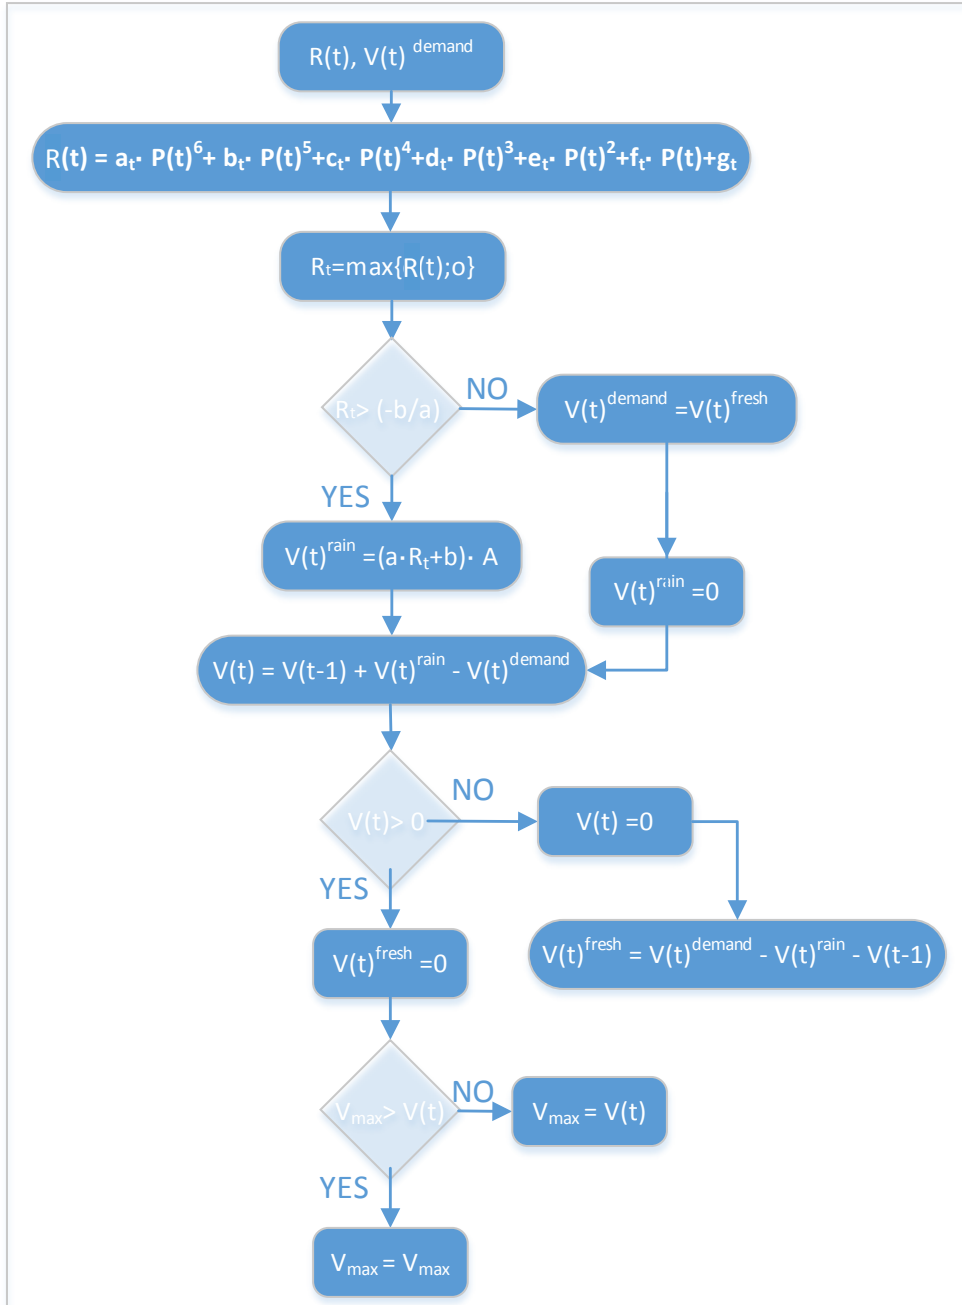 R(t), V(t) ᵈᵉᵐᵃⁿᵈ
R(t) = aₜ· P(t)⁶+ bₜ· P(t)⁵+cₜ· P(t)⁴+dₜ· P(t)³+eₜ· P(t)²+fₜ· P(t)+gₜ
Rₜ=max{R(t);o}
Rₜ> (-b/a)
NO
V(t)ᵈᵉᵐᵃⁿᵈ =V(t)ᶠʳᵉˢʰ
YES
V(t)ʳᵃⁱⁿ =(a·Rₜ+b)· A
V(t)ʳᵃⁱⁿ =0
V(t) = V(t-1) + V(t)ʳᵃⁱⁿ - V(t)ᵈᵉᵐᵃⁿᵈ
V(t)> 0
NO
V(t) =0
YES
V(t)ᶠʳᵉˢʰ =0
V(t)ᶠʳᵉˢʰ = V(t)ᵈᵉᵐᵃⁿᵈ - V(t)ʳᵃⁱⁿ - V(t-1)
Vₘₐₓ> V(t)
NO
Vₘₐₓ = V(t)
YES
Vₘₐₓ = Vₘₐₓ